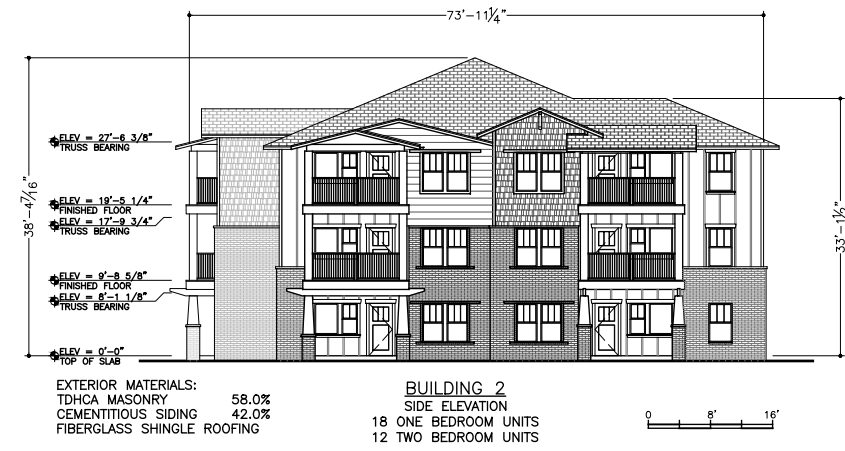 73'-11¼"
ELEV = 27'-6 3/8"
TRUSS BEARING
ELEV = 19'-5 1/4"
FINISHED FLOOR
ELEV = 17'-9 3/4"
TRUSS BEARING
38'-4⁷⁄₁₆"
33'-1½"
ELEV = 9'-8 5/8"
FINISHED FLOOR
ELEV = 8'-1 1/8"
TRUSS BEARING
ELEV = 0'-0"
TOP OF SLAB
EXTERIOR MATERIALS:
TDHCA MASONRY 58.0%
CEMENTITIOUS SIDING 42.0%
FIBERGLASS SHINGLE ROOFING
BUILDING 2
SIDE ELEVATION
18 ONE BEDROOM UNITS
12 TWO BEDROOM UNITS
0 8' 16'